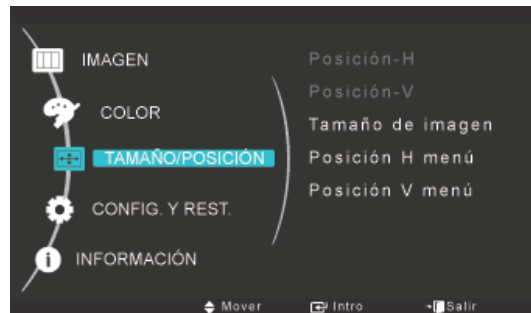 IMAGEN
COLOR
TAMAÑO/POSICIÓN
CONFIG. Y REST.
INFORMACIÓN
Posición-H
Posición-V
Tamaño de imagen
Posición H menú
Posición V menú
Mover Intro Salir